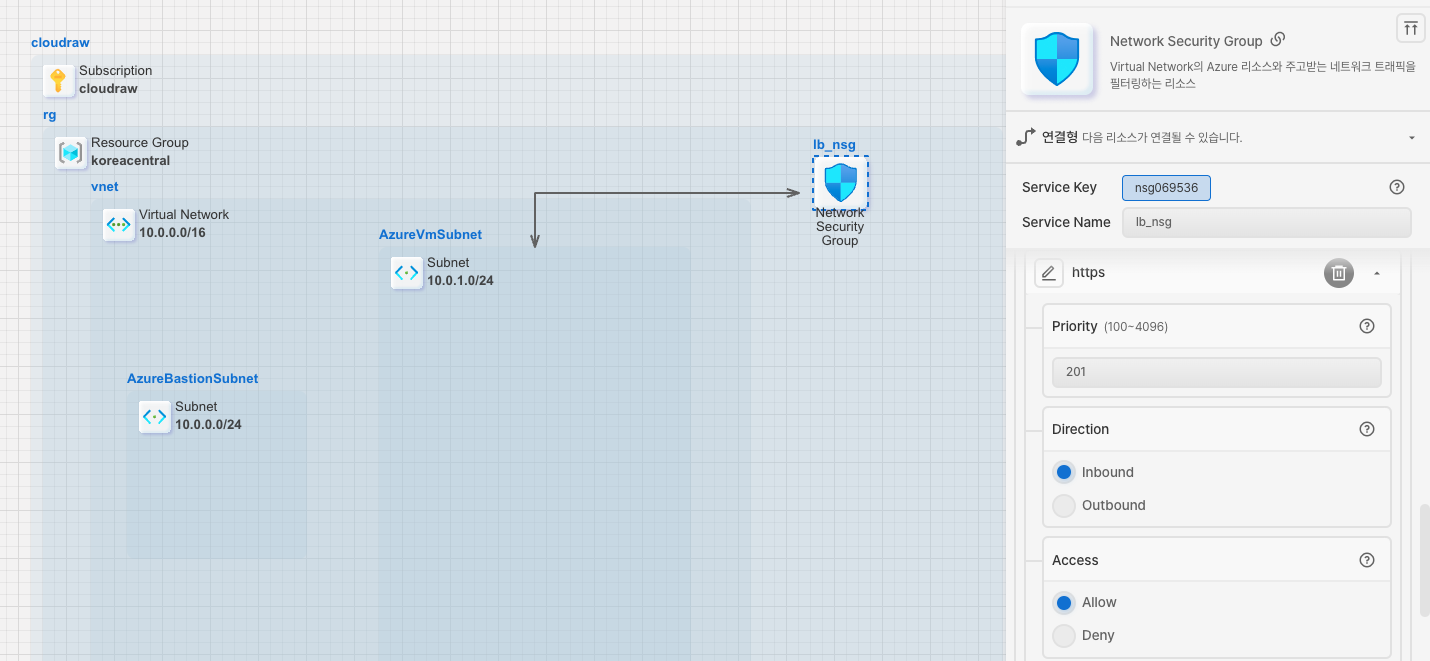 cloudraw
Subscription
cloudraw
rg
Resource Group
koreacentral
vnet
Virtual Network
10.0.0.0/16
AzureVmSubnet
Subnet
10.0.1.0/24
AzureBastionSubnet
Subnet
10.0.0.0/24
lb_nsg
Network
Security
Group
Network Security Group
Virtual Network의 Azure 리소스와 주고받는 네트워크 트래픽을
필터링하는 리소스
연결형 다음 리소스가 연결될 수 있습니다.
Service Key
nsg069536
Service Name
lb_nsg
https
Priority (100~4096)
201
Direction
Inbound
Outbound
Access
Allow
Deny